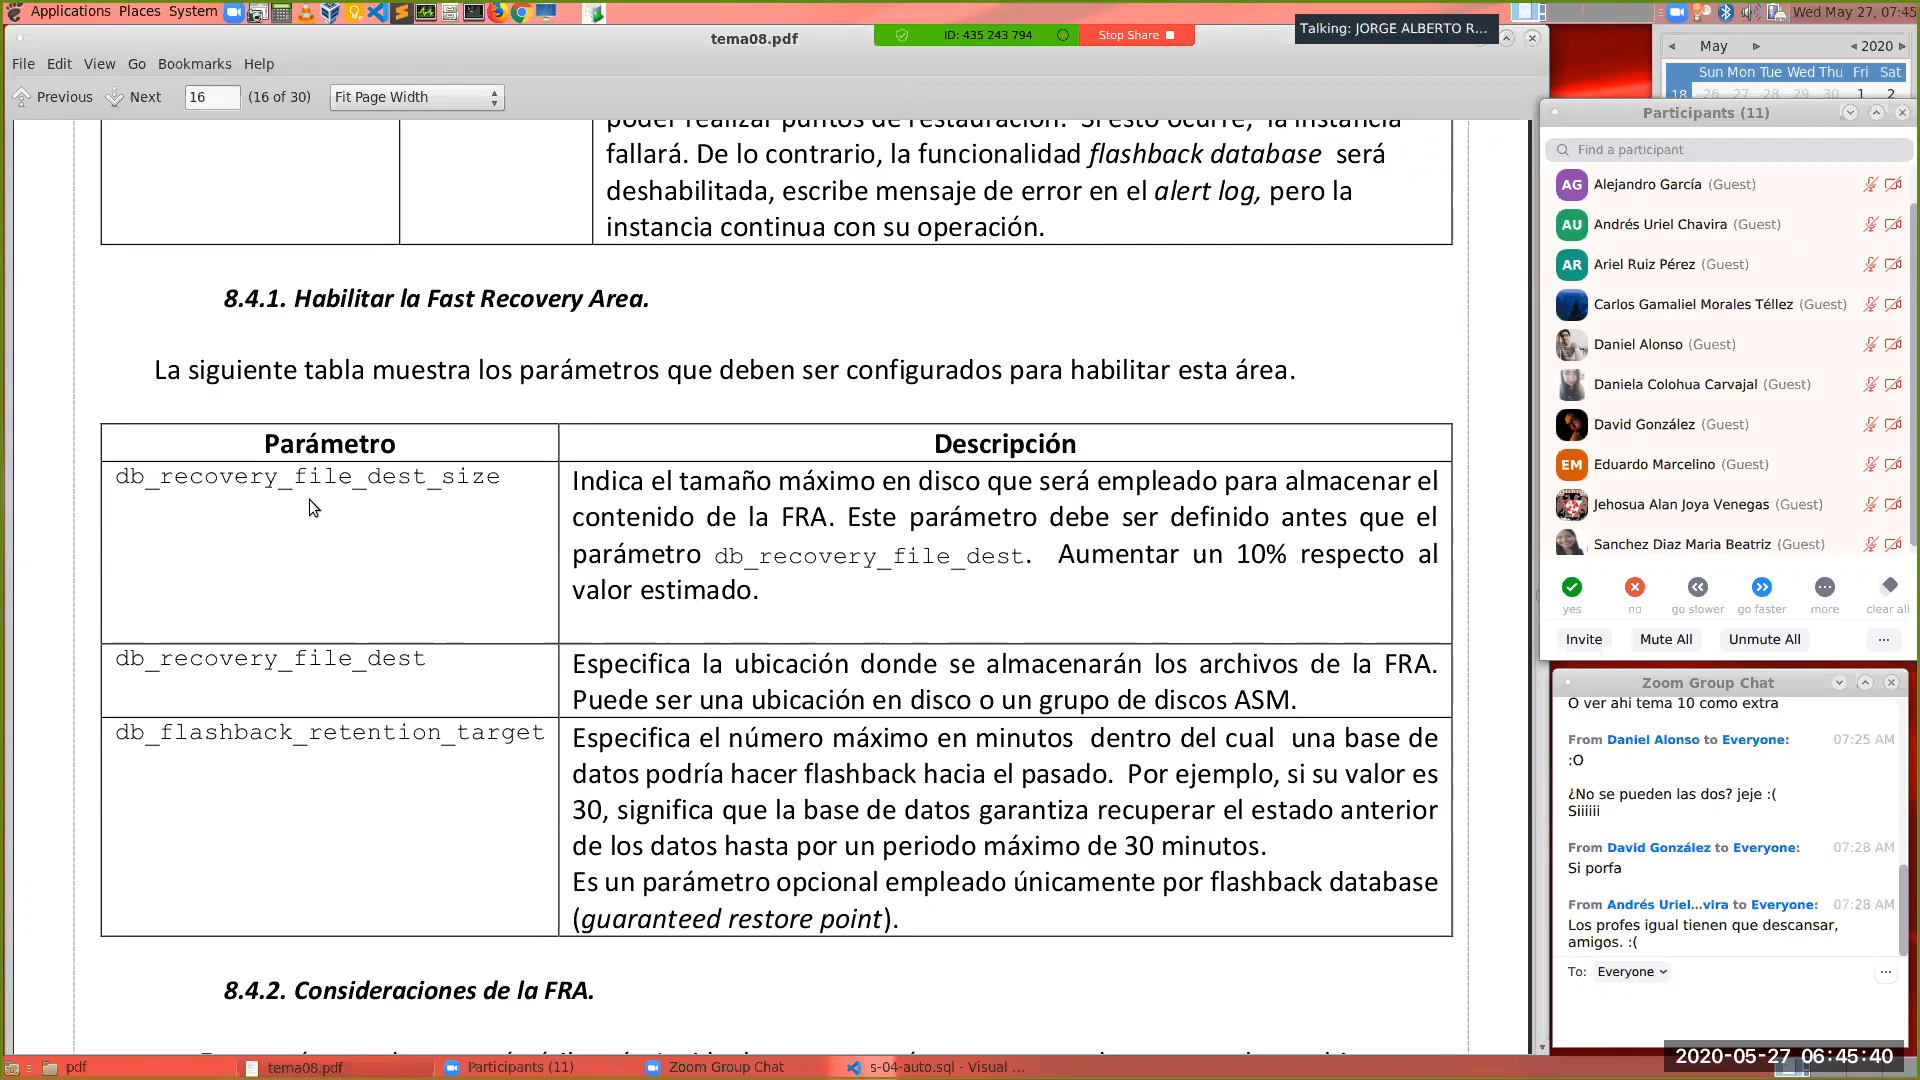 Applications Places System
Wed May 27, 07:45
tema08.pdf
ID: 435 243 794
Stop Share
Talking: JORGE ALBERTO R...
File Edit View Go Bookmarks Help
Previous Next 16 (16 of 30) Fit Page Width
poder realizar puntos de restauración. Si esto ocurre, la instancia
fallará. De lo contrario, la funcionalidad flashback database será
deshabilitada, escribe mensaje de error en el alert log, pero la
instancia continua con su operación.
8.4.1. Habilitar la Fast Recovery Area.
La siguiente tabla muestra los parámetros que deben ser configurados para habilitar esta área.
Parámetro
Descripción
db_recovery_file_dest_size
Indica el tamaño máximo en disco que será empleado para almacenar el
contenido de la FRA. Este parámetro debe ser definido antes que el
parámetro db_recovery_file_dest. Aumentar un 10% respecto al
valor estimado.
db_recovery_file_dest
Especifica la ubicación donde se almacenarán los archivos de la FRA.
Puede ser una ubicación en disco o un grupo de discos ASM.
db_flashback_retention_target
Especifica el número máximo en minutos dentro del cual una base de
datos podría hacer flashback hacia el pasado. Por ejemplo, si su valor es
30, significa que la base de datos garantiza recuperar el estado anterior
de los datos hasta por un periodo máximo de 30 minutos.
Es un parámetro opcional empleado únicamente por flashback database
(guaranteed restore point).
8.4.2. Consideraciones de la FRA.
May 2020
Sun Mon Tue Wed Thu Fri Sat
18 26 27 28 29 30 1 2
Participants (11)
Find a participant
AG Alejandro García (Guest)
AU Andrés Uriel Chavira (Guest)
AR Ariel Ruiz Pérez (Guest)
Carlos Gamaliel Morales Téllez (Guest)
Daniel Alonso (Guest)
Daniela Colohua Carvajal (Guest)
David González (Guest)
EM Eduardo Marcelino (Guest)
Jehosua Alan Joya Venegas (Guest)
Sanchez Diaz Maria Beatriz (Guest)
yes no go slower go faster more clear all
Invite Mute All Unmute All ...
Zoom Group Chat
O ver ahi tema 10 como extra
From Daniel Alonso to Everyone: 07:25 AM
:O
¿No se pueden las dos? jeje :(
Siiiiii
From David González to Everyone: 07:28 AM
Si porfa
From Andrés Uriel...vira to Everyone: 07:28 AM
Los profes igual tienen que descansar,
amigos. :(
To: Everyone ...
2020-05-27 06:45:40
pdf
tema08.pdf
Participants (11)
Zoom Group Chat
s-04-auto.sql - Visual ...